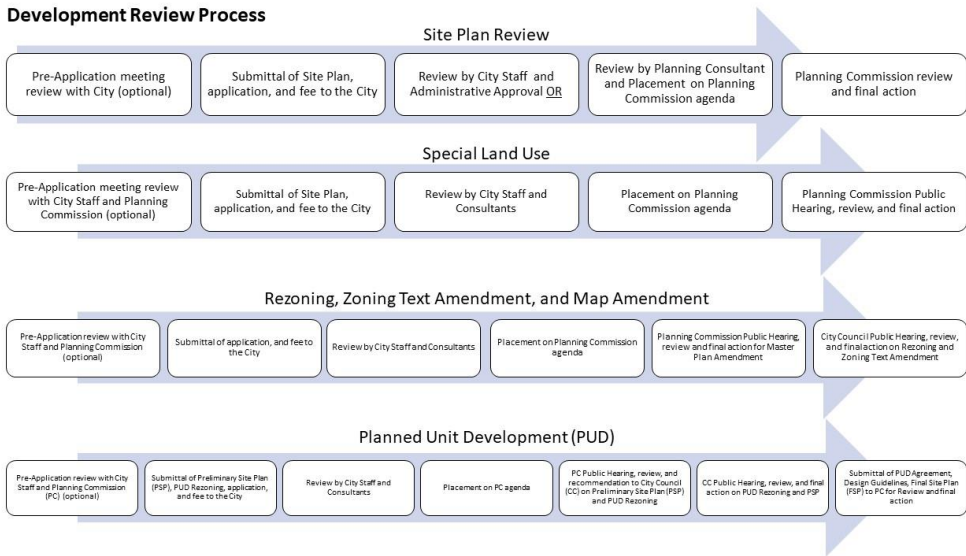 Development Review Process
Site Plan Review
Pre-Application meeting
review with City (optional)
Submittal of Site Plan,
application, and fee to the City
Review by City Staff and
Administrative Approval OR
Review by Planning Consultant
and Placement on Planning
Commission agenda
Planning Commission review
and final action
Special Land Use
Pre-Application meeting review
with City Staff and Planning
Commission (optional)
Submittal of Site Plan,
application, and fee to the City
Review by City Staff and
Consultants
Placement on Planning
Commission agenda
Planning Commission Public
Hearing, review, and final action
Rezoning, Zoning Text Amendment, and Map Amendment
Pre-Application review with City
Staff and Planning Commission
(optional)
Submittal of application, and fee to
the City
Review by City Staff and Consultants
Placement on Planning Commission
agenda
Planning Commission Public Hearing,
review and final action for Master
Plan Amendment
City Council Public Hearing, review,
and final action on Rezoning and
Zoning Text Amendment
Planned Unit Development (PUD)
Pre-Application review with City
Staff and Planning Commission
(PC) (optional)
Submittal of Preliminary Site Plan
(PSP), PUD Rezoning, application,
and fee to the City
Review by City Staff and
Consultants
Placement on PC agenda
PC Public Hearing, review, and
recommendation to City Council
(CC) on Preliminary Site Plan (PSP)
and PUD Rezoning
CC Public Hearing, review, and final
action on PUD Rezoning and PSP
Submittal of PUD Agreement,
Design Guidelines, Final Site Plan
(FSP) to PC for Review and final
action